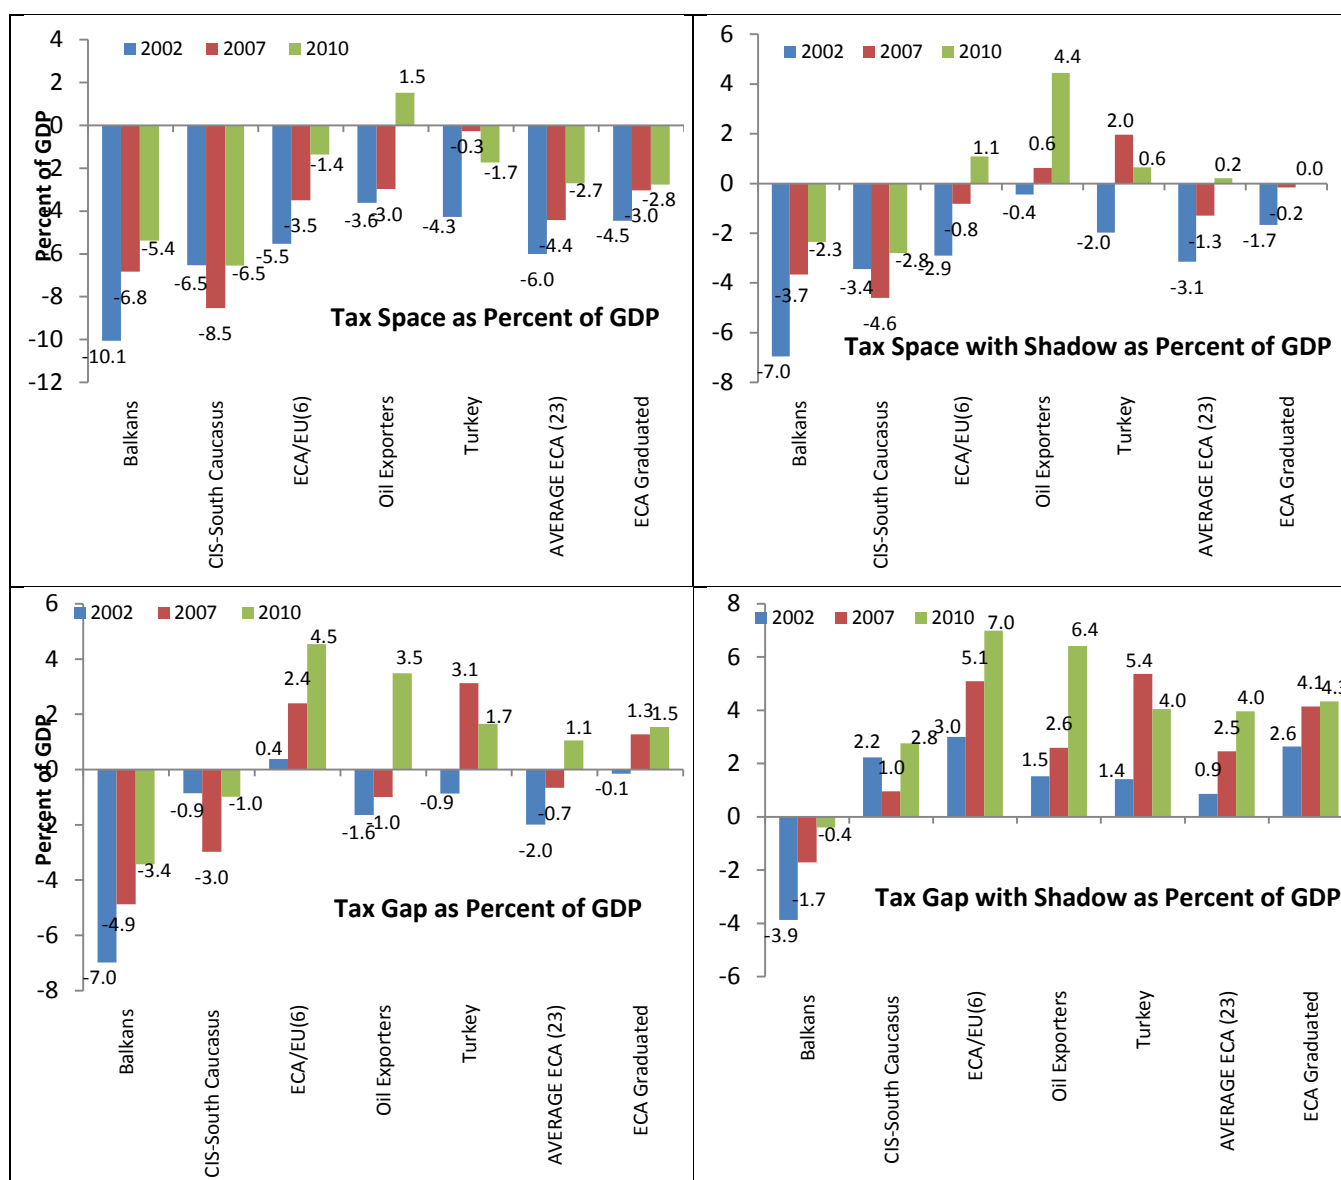 4
2
0
-2
-4
-6
-8
-10
-12
Percent of GDP
2002 2007 2010
-10.1 -6.8 -5.4
-6.5 -8.5 -6.5
-5.5 -3.5 -1.4
-3.6 -3.0 1.5
-4.3 -0.3 -1.7
-6.0 -4.4 -2.7
-4.5 -3.0 -2.8
Tax Space as Percent of GDP
Balkans
CIS-South Caucasus
ECA/EU(6)
Oil Exporters
Turkey
AVERAGE ECA (23)
ECA Graduated
6
4
2
0
-2
-4
-6
-8
2002 2007 2010
-7.0 -3.7 -2.3
-3.4 -4.6 -2.8
-2.9 -0.8 1.1
-0.4 0.6 4.4
-2.0 2.0 0.6
-3.1 -1.3 0.2
-1.7 -0.2 0.0
Tax Space with Shadow as Percent of GDP
Balkans
CIS-South Caucasus
ECA/EU(6)
Oil Exporters
Turkey
AVERAGE ECA (23)
ECA Graduated
6
4
2
0
-2
-4
-6
-8
Percent of GDP
2002 2007 2010
-7.0 -4.9 -3.4
-0.9 -3.0 -1.0
0.4 2.4 4.5
-1.6 -1.0 3.5
-0.9 3.1 1.7
-2.0 -0.7 1.1
-0.1 1.3 1.5
Tax Gap as Percent of GDP
Balkans
CIS-South Caucasus
ECA/EU(6)
Oil Exporters
Turkey
AVERAGE ECA (23)
ECA Graduated
8
6
4
2
0
-2
-4
-6
2002 2007 2010
-3.9 -1.7 -0.4
2.2 1.0 2.8
3.0 5.1 7.0
1.5 2.6 6.4
1.4 5.4 4.0
0.9 2.5 4.0
2.6 4.1 4.3
Tax Gap with Shadow as Percent of GDP
Balkans
CIS-South Caucasus
ECA/EU(6)
Oil Exporters
Turkey
AVERAGE ECA (23)
ECA Graduated